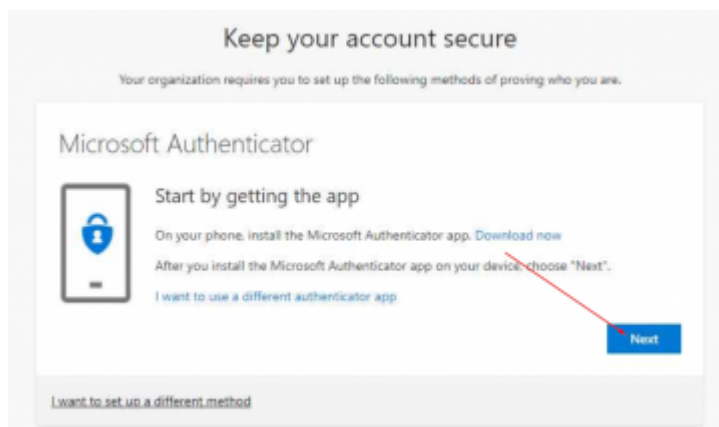 Keep your account secure
Your organization requires you to set up the following methods of proving who you are.
Microsoft Authenticator
Start by getting the app
On your phone, install the Microsoft Authenticator app. Download now
After you install the Microsoft Authenticator app on your device, choose "Next".
I want to use a different authenticator app
Next
I want to set up a different method